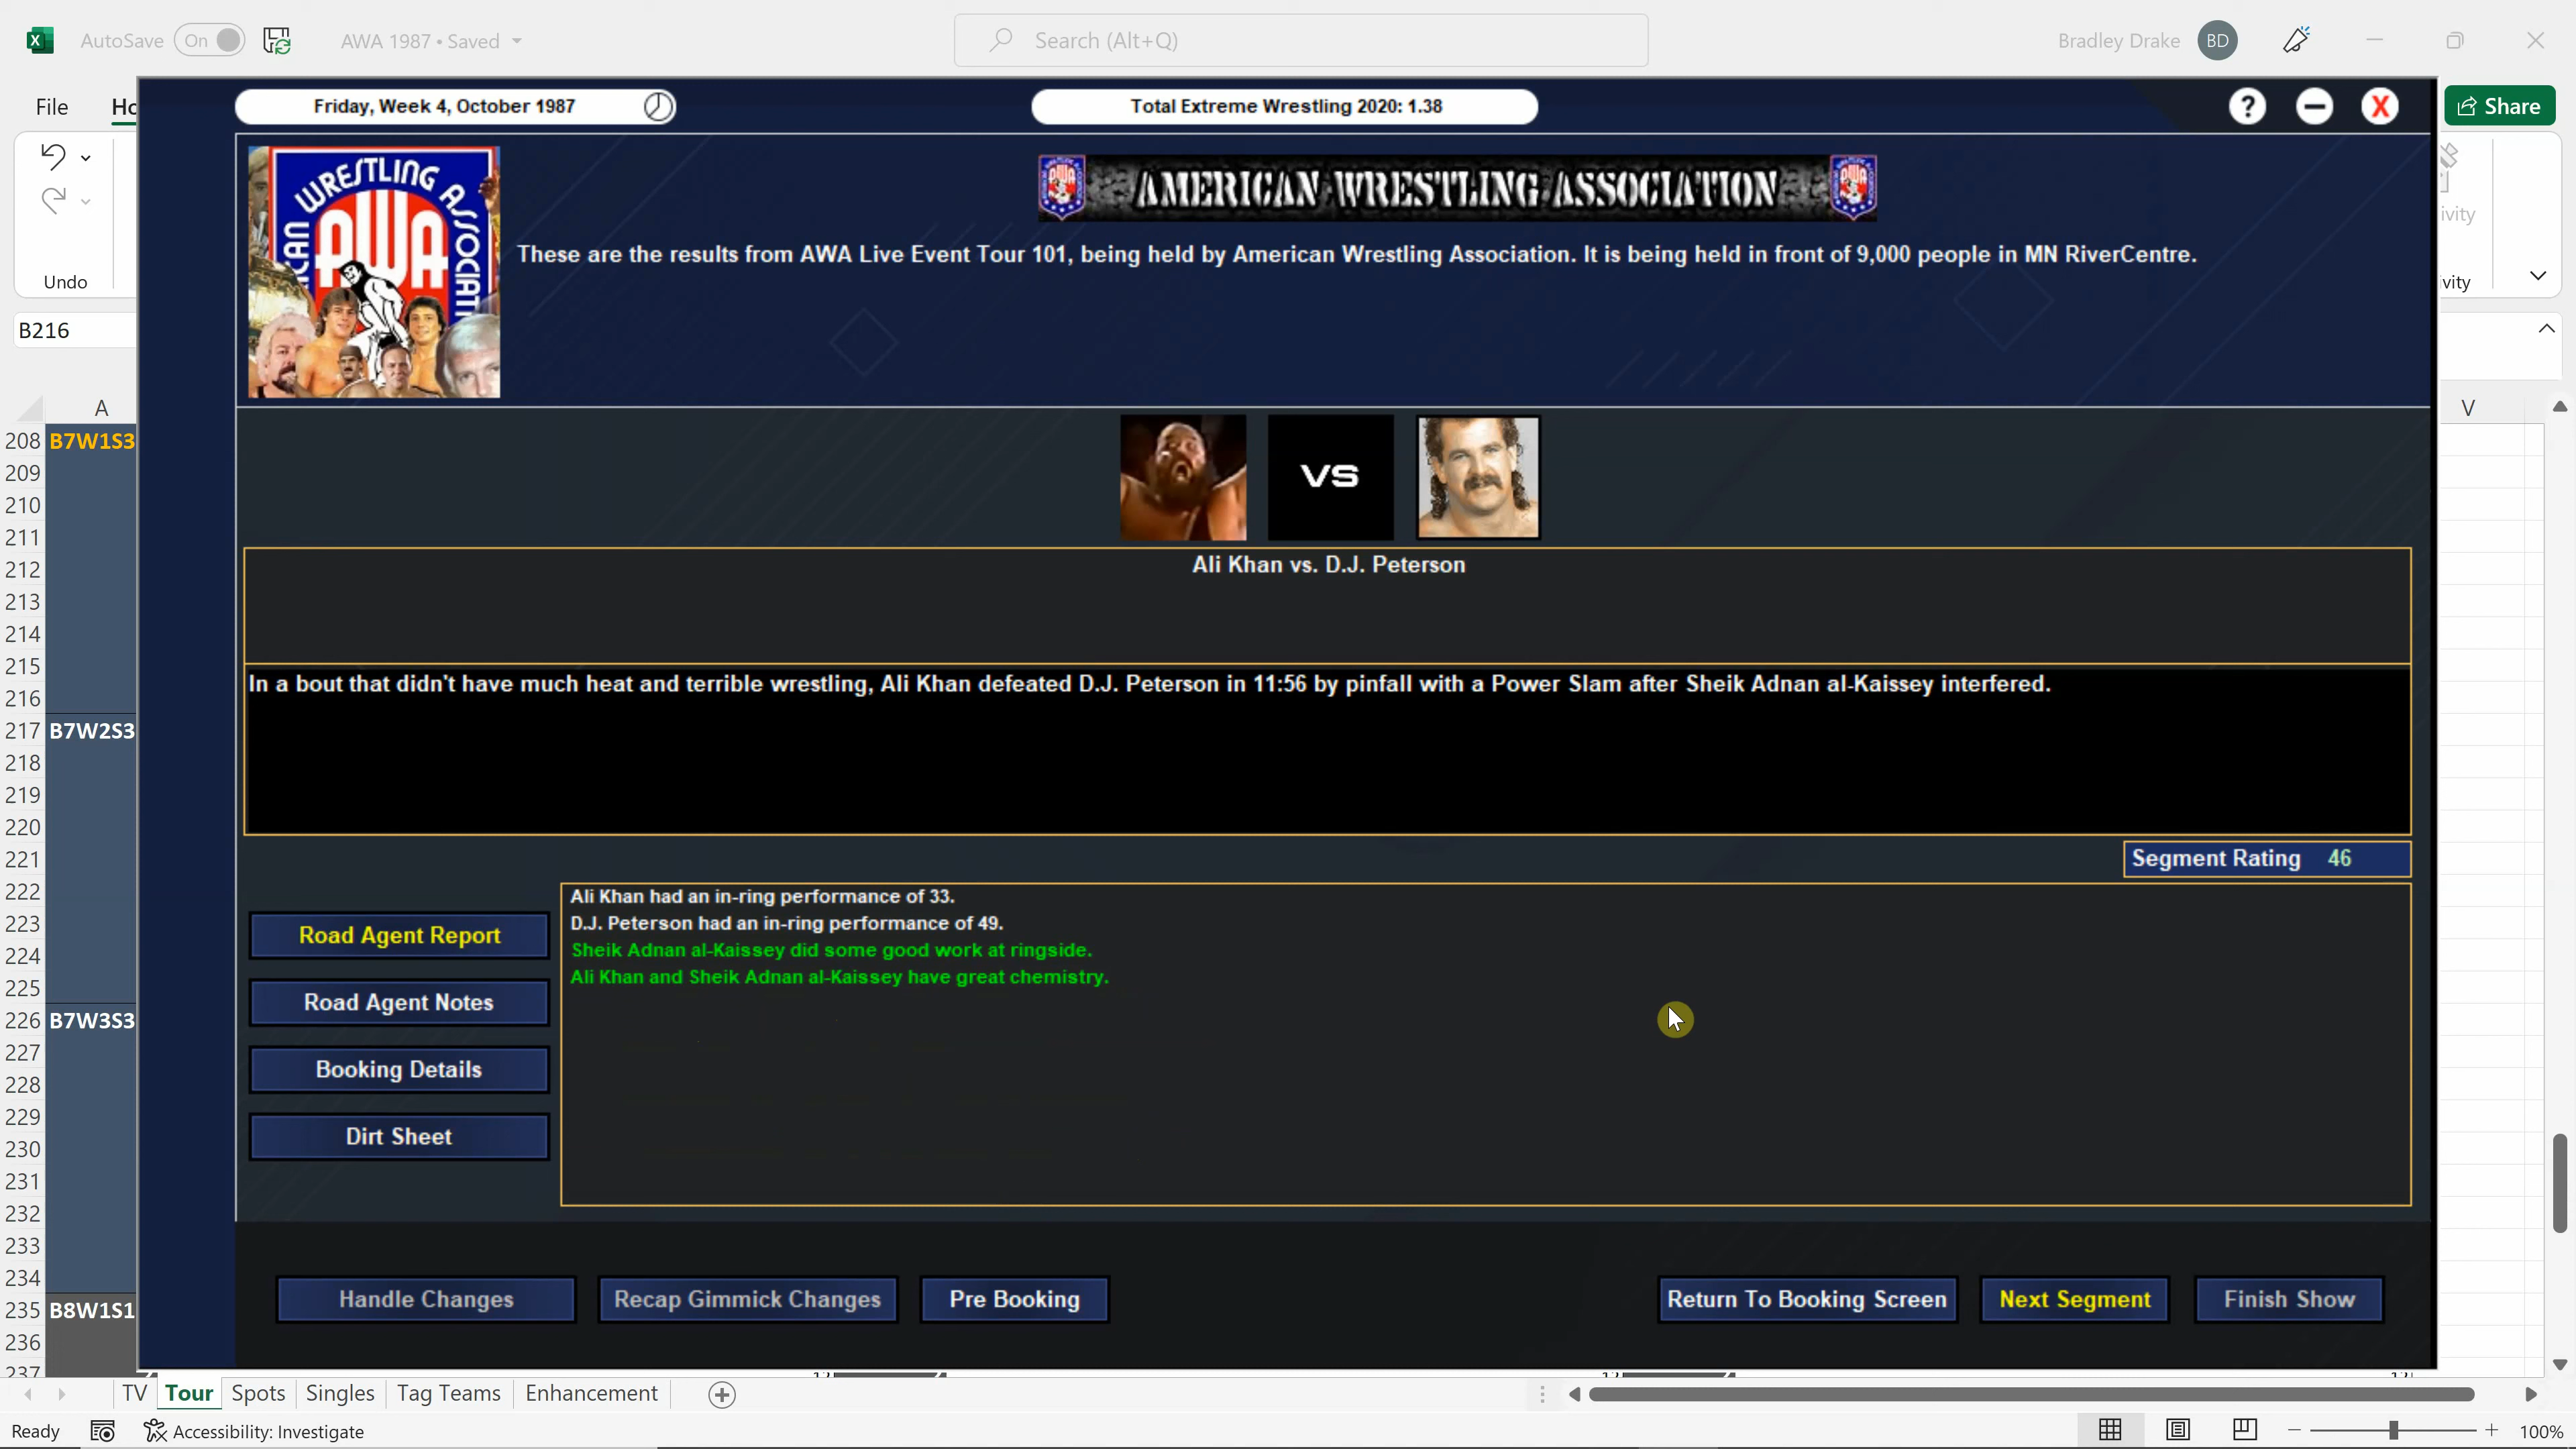 AutoSave On AWA 1987 • Saved Search (Alt+Q) Bradley Drake BD
File
Friday, Week 4, October 1987
Total Extreme Wrestling 2020: 1.38
? X
Share
AMERICAN WRESTLING ASSOCIATION
AWA
WRESTLING
These are the results from AWA Live Event Tour 101, being held by American Wrestling Association. It is being held in front of 9,000 people in MN RiverCentre.
Undo
B216
A
V
VS
Ali Khan vs. D.J. Peterson
In a bout that didn't have much heat and terrible wrestling, Ali Khan defeated D.J. Peterson in 11:56 by pinfall with a Power Slam after Sheik Adnan al-Kaissey interfered.
Segment Rating 46
Ali Khan had an in-ring performance of 33.
D.J. Peterson had an in-ring performance of 49.
Sheik Adnan al-Kaissey did some good work at ringside.
Ali Khan and Sheik Adnan al-Kaissey have great chemistry.
Road Agent Report
Road Agent Notes
Booking Details
Dirt Sheet
208 B7W1S3
209
210
211
212
213
214
215
216
217 B7W2S3
218
219
220
221
222
223
224
225
226 B7W3S3
227
228
229
230
231
232
233
234
235 B8W1S1
236
237
Handle Changes
Recap Gimmick Changes
Pre Booking
Return To Booking Screen
Next Segment
Finish Show
TV Tour Spots Singles Tag Teams Enhancement
Ready Accessibility: Investigate 100%